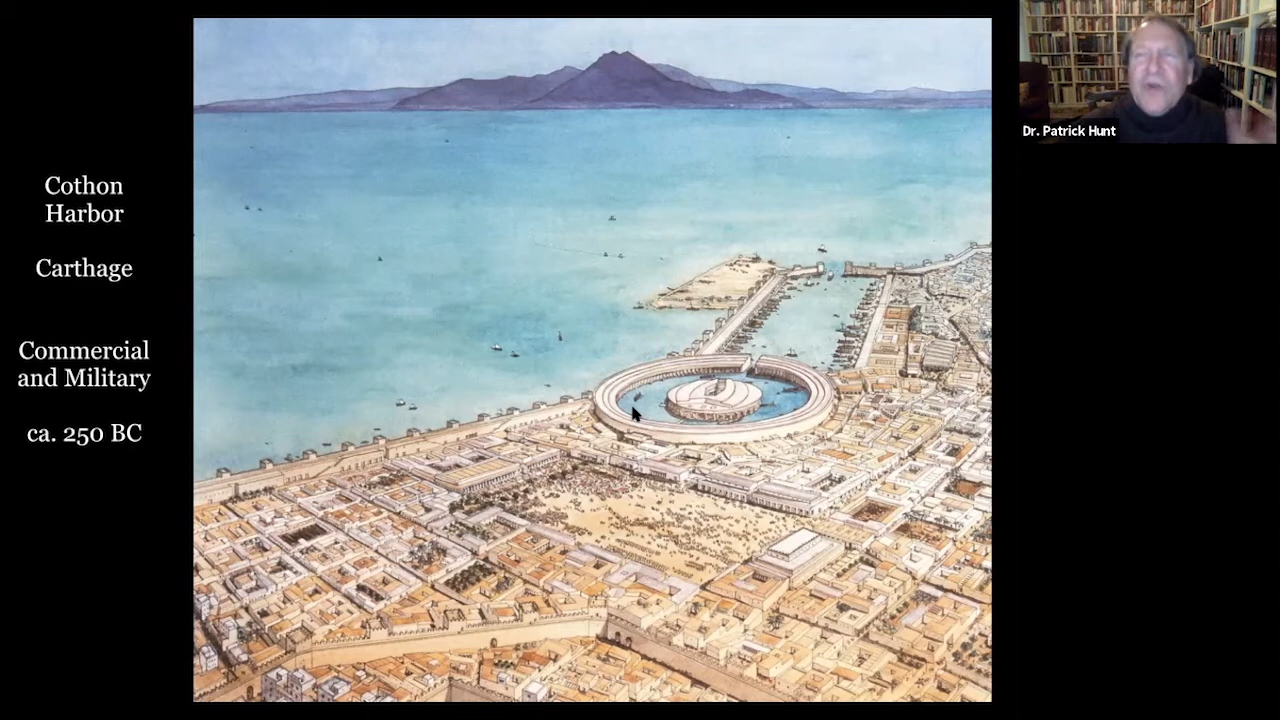 Cothon
Harbor
Carthage
Commercial
and Military
ca. 250 BC
Dr. Patrick Hunt